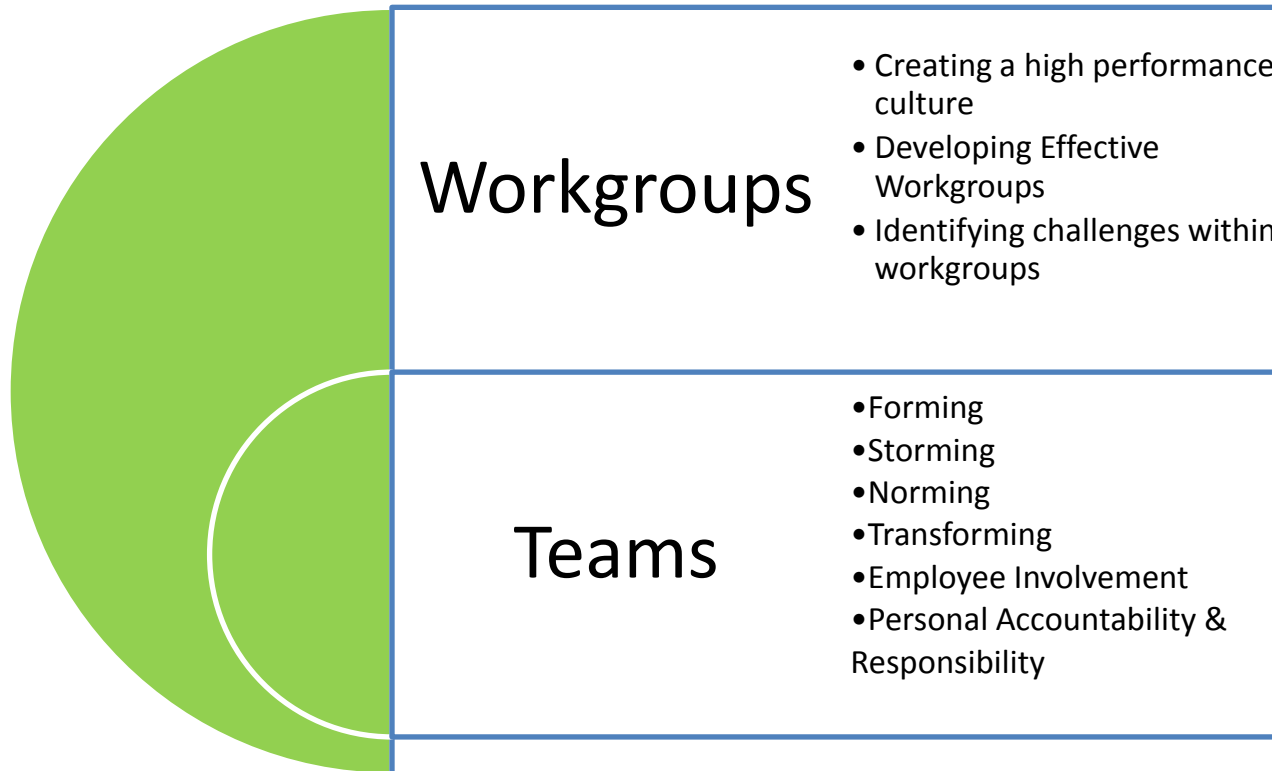 Workgroups
• Creating a high performance
culture
• Developing Effective
Workgroups
• Identifying challenges within
workgroups
Teams
•Forming
•Storming
•Norming
•Transforming
•Employee Involvement
•Personal Accountability &
Responsibility